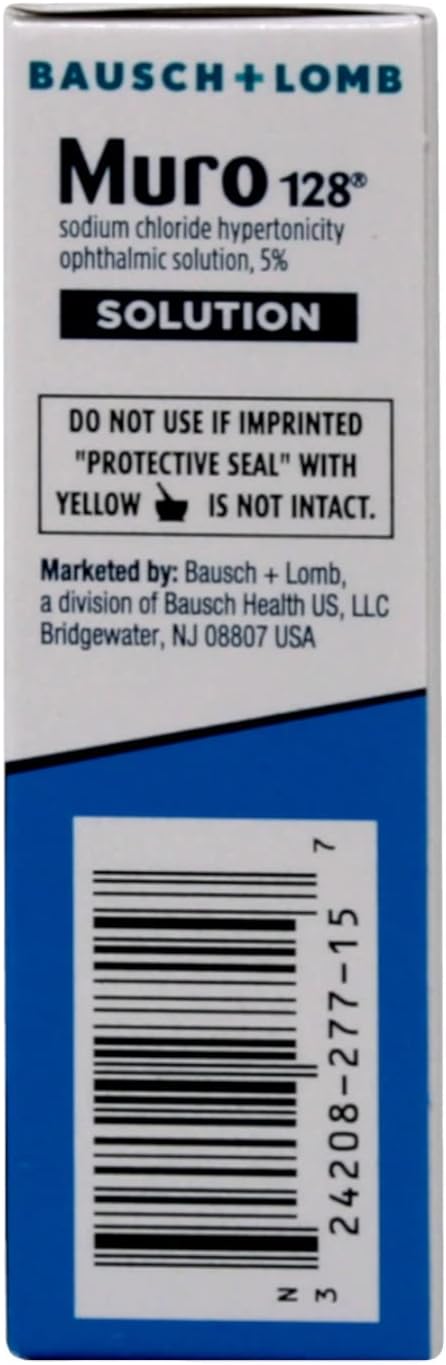 BAUSCH + LOMB
Muro 128®
sodium chloride hypertonicity
ophthalmic solution, 5%
SOLUTION
DO NOT USE IF IMPRINTED
"PROTECTIVE SEAL" WITH
YELLOW IS NOT INTACT.
Marketed by: Bausch + Lomb,
a division of Bausch Health US, LLC
Bridgewater, NJ 08807 USA
N
3 24208-277-15 7